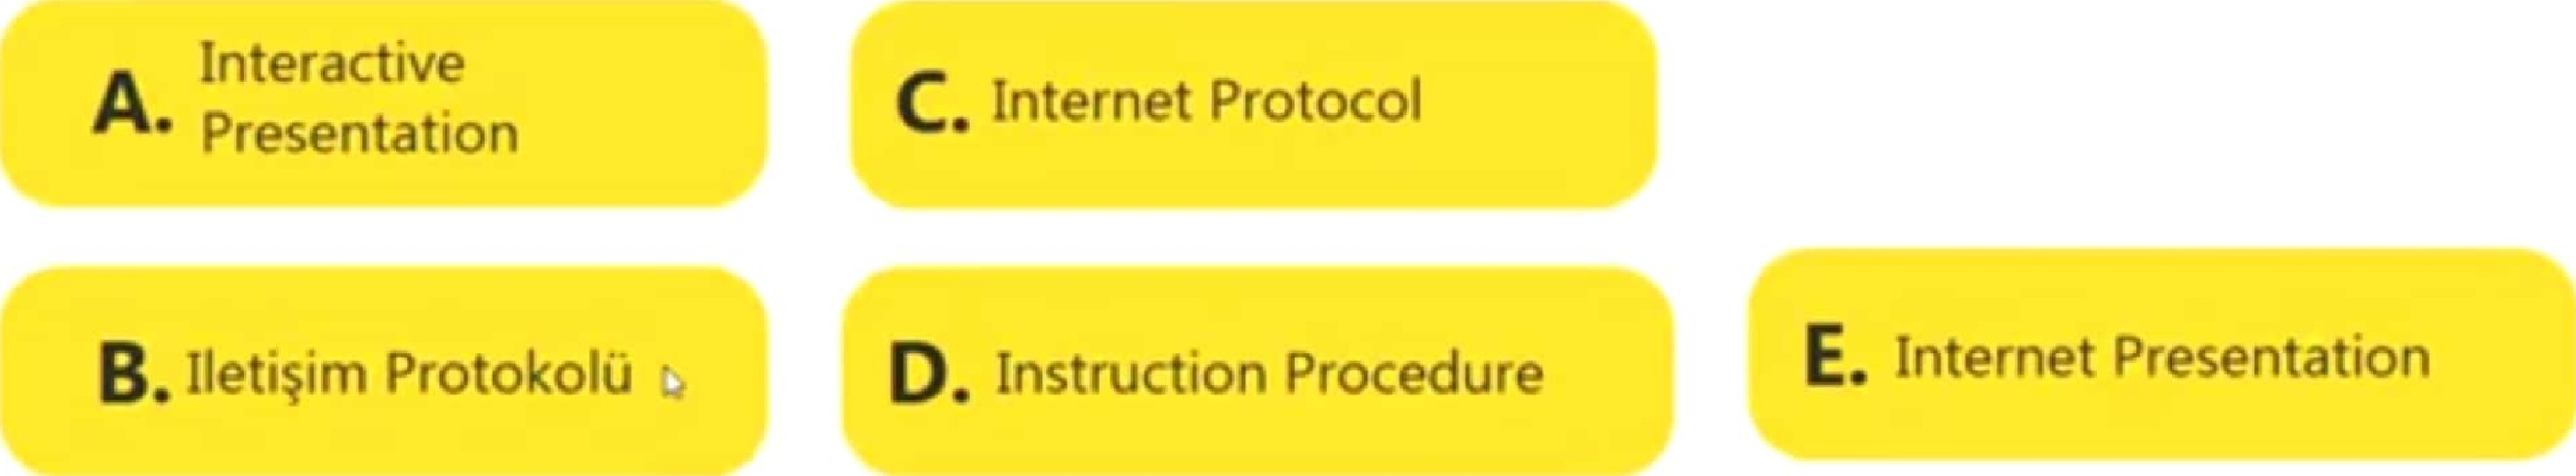 A. Interactive
Presentation
C. Internet Protocol
B. Iletişim Protokolü
D. Instruction Procedure
E. Internet Presentation